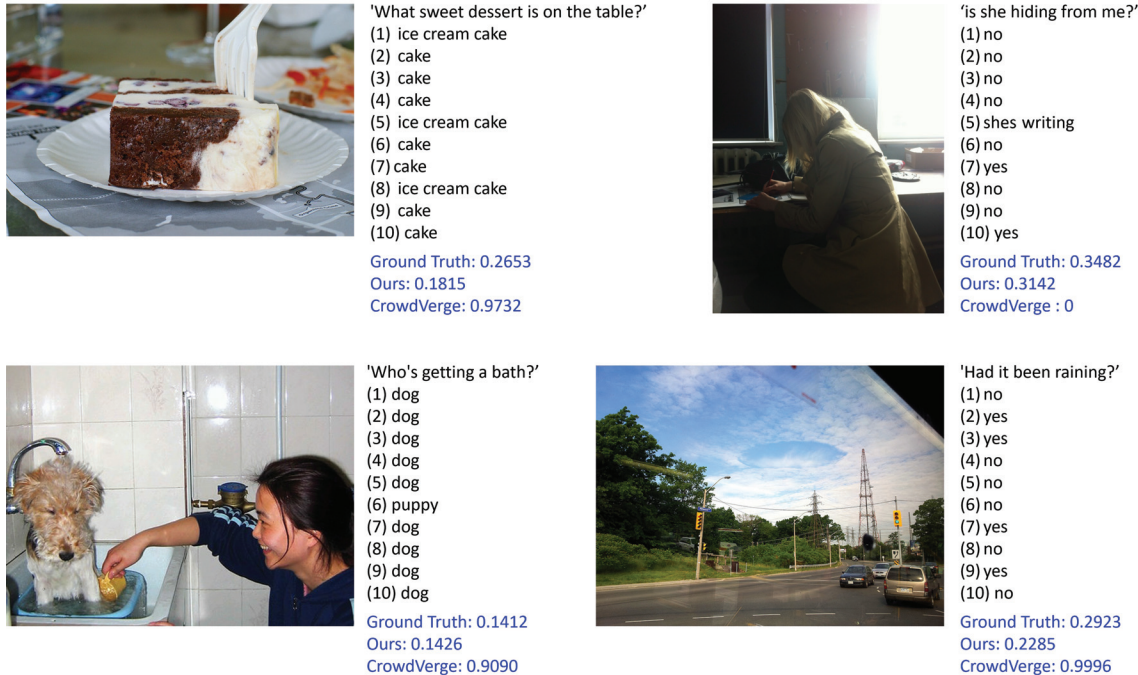 'What sweet dessert is on the table?’
(1) ice cream cake
(2) cake
(3) cake
(4) cake
(5) ice cream cake
(6) cake
(7) cake
(8) ice cream cake
(9) cake
(10) cake
Ground Truth: 0.2653
Ours: 0.1815
CrowdVerge: 0.9732
‘is she hiding from me?’
(1) no
(2) no
(3) no
(4) no
(5) shes writing
(6) no
(7) yes
(8) no
(9) no
(10) yes
Ground Truth: 0.3482
Ours: 0.3142
CrowdVerge : 0
'Who's getting a bath?’
(1) dog
(2) dog
(3) dog
(4) dog
(5) dog
(6) puppy
(7) dog
(8) dog
(9) dog
(10) dog
Ground Truth: 0.1412
Ours: 0.1426
CrowdVerge: 0.9090
'Had it been raining?’
(1) no
(2) yes
(3) yes
(4) no
(5) no
(6) no
(7) yes
(8) no
(9) yes
(10) no
Ground Truth: 0.2923
Ours: 0.2285
CrowdVerge: 0.9996